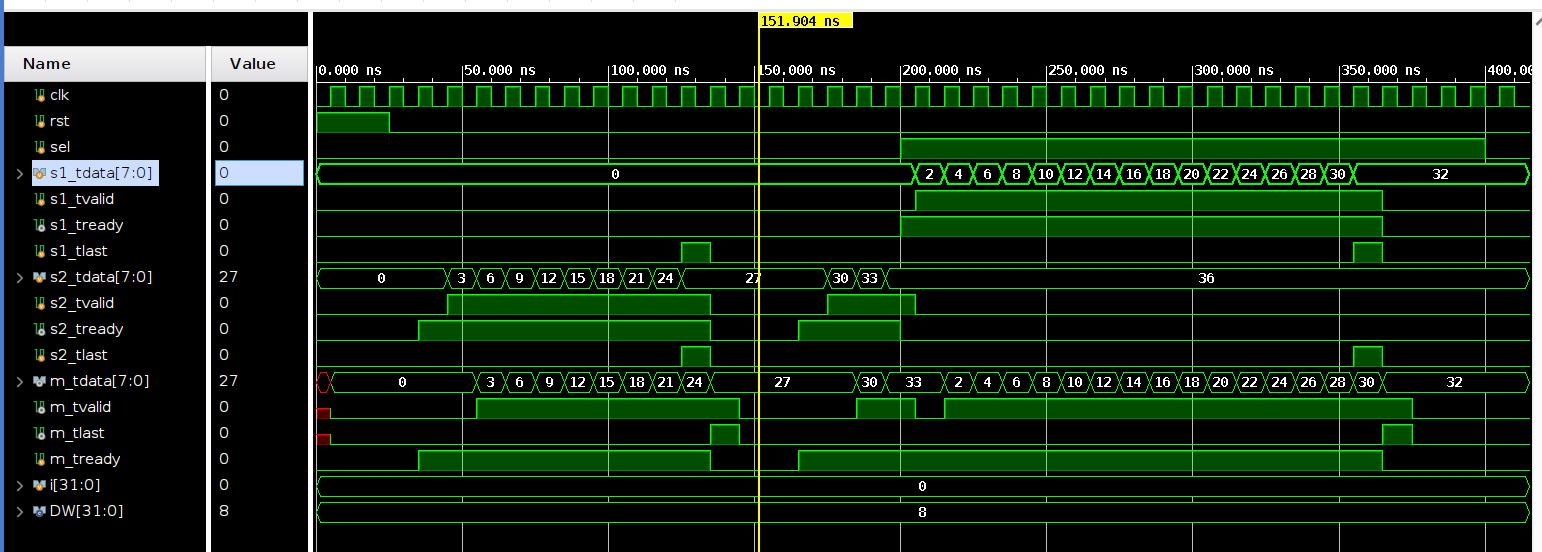 151.904 ns
Name Value
0.000 ns 50.000 ns 100.000 ns 150.000 ns 200.000 ns 250.000 ns 300.000 ns 350.000 ns 400.0
clk 0
rst 0
sel 0
s1_tdata[7:0] 0 0 2 4 6 8 10 12 14 16 18 20 22 24 26 28 30 32
s1_tvalid 0
s1_tready 0
s1_tlast 0
s2_tdata[7:0] 27 0 3 6 9 12 15 18 21 24 27 30 33 36
s2_tvalid 0
s2_tready 0
s2_tlast 0
m_tdata[7:0] 27 0 3 6 9 12 15 18 21 24 27 30 33 2 4 6 8 10 12 14 16 18 20 22 24 26 28 30 32
m_tvalid 0
m_tlast 0
m_tready 0
i[31:0] 0 0
DW[31:0] 8 8